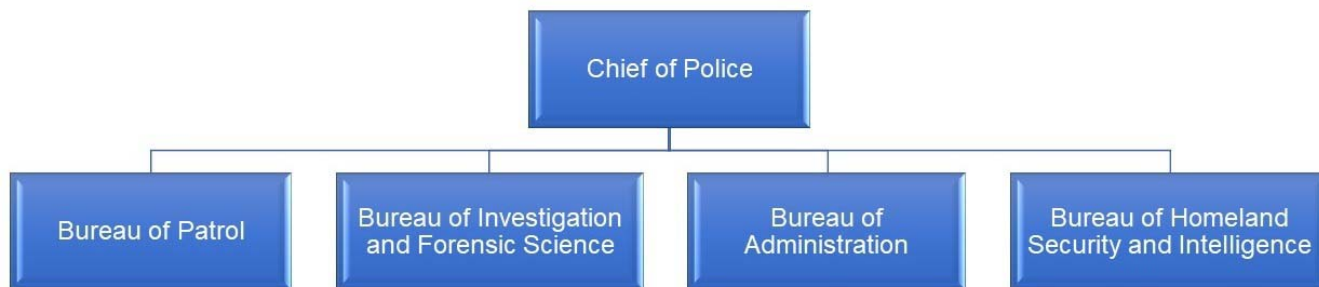 Chief of Police
Bureau of Patrol
Bureau of Investigation
and Forensic Science
Bureau of
Administration
Bureau of Homeland
Security and Intelligence